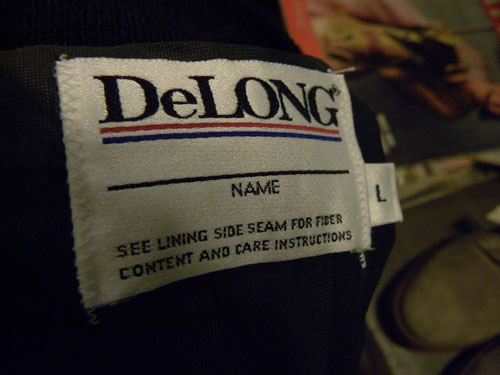 DeLONG®
NAME
L
SEE LINING SIDE SEAM FOR FIBER
CONTENT AND CARE INSTRUCTIONS